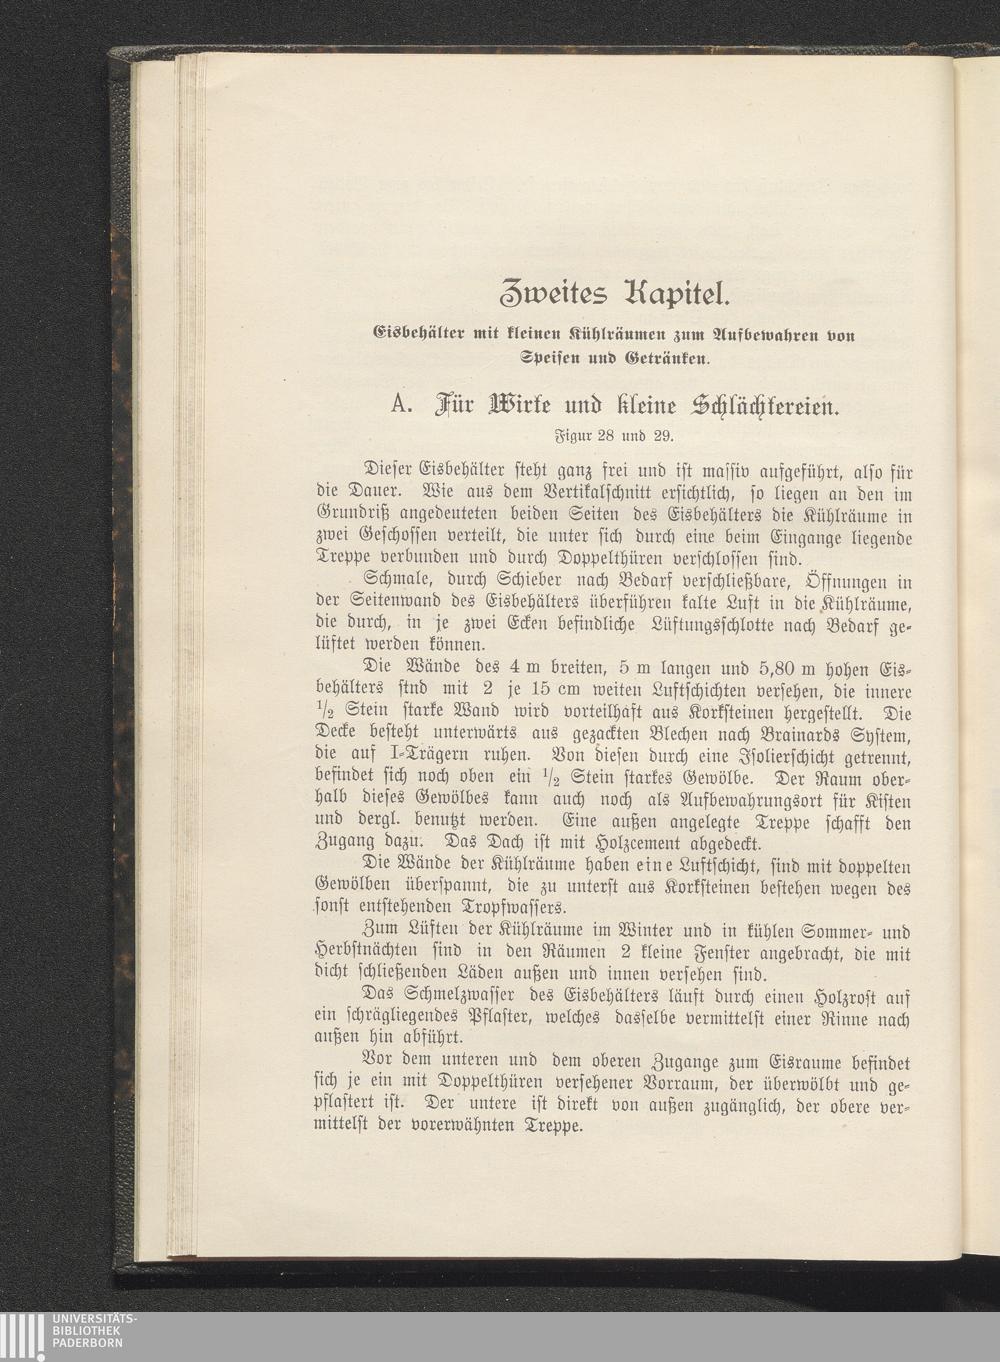 Zweites Kapitel.
Eisbehälter mit kleinen Kühlräumen zum Aufbewahren von
Speisen und Getränken.
A. Für Wirte und kleine Schlächtereien.
Figur 28 und 29.
Dieser Eisbehälter steht ganz frei und ist massiv aufgeführt, also für
die Dauer. Wie aus dem Vertikalschnitt ersichtlich, so liegen an den im
Grundriß angedeuteten beiden Seiten des Eisbehälters die Kühlräume in
zwei Geschossen verteilt, die unter sich durch eine beim Eingange liegende
Treppe verbunden und durch Doppelthüren verschlossen sind.
Schmale, durch Schieber nach Bedarf verschließbare, Öffnungen in
der Seitenwand des Eisbehälters überführen kalte Luft in die Kühlräume,
die durch, in je zwei Ecken befindliche Lüftungsschlotte nach Bedarf ge-
lüftet werden können.
Die Wände des 4 m breiten, 5 m langen und 5,80 m hohen Eis-
behälters stnd mit 2 je 15 cm weiten Luftschichten versehen, die innere
1/2 Stein starke Wand wird vorteilhaft aus Korksteinen hergestellt. Die
Decke besteht unterwärts aus gezackten Blechen nach Brainards System,
die auf I-Trägern ruhen. Von diesen durch eine Isolierschicht getrennt,
befindet sich noch oben ein 1/2 Stein starkes Gewölbe. Der Raum ober-
halb dieses Gewölbes kann auch noch als Aufbewahrungsort für Kisten
und dergl. benutzt werden. Eine außen angelegte Treppe schafft den
Zugang dazu. Das Dach ist mit Holzcement abgedeckt.
Die Wände der Kühlräume haben eine Luftschicht, sind mit doppelten
Gewölben überspannt, die zu unterst aus Korksteinen bestehen wegen des
sonst entstehenden Tropfwassers.
Zum Lüften der Kühlräume im Winter und in kühlen Sommer- und
Herbstnächten sind in den Räumen 2 kleine Fenster angebracht, die mit
dicht schließenden Läden außen und innen versehen sind.
Das Schmelzwasser des Eisbehälters läuft durch einen Holzrost auf
ein schrägliegendes Pflaster, welches dasselbe vermittelst einer Rinne nach
außen hin abführt.
Vor dem unteren und dem oberen Zugange zum Eisraume befindet
sich je ein mit Doppelthüren versehener Vorraum, der überwölbt und ge-
pflastert ist. Der untere ist direkt von außen zugänglich, der obere ver-
mittelst der vorerwähnten Treppe.
UNIVERSITÄTS-
BIBLIOTHEK
PADERBORN